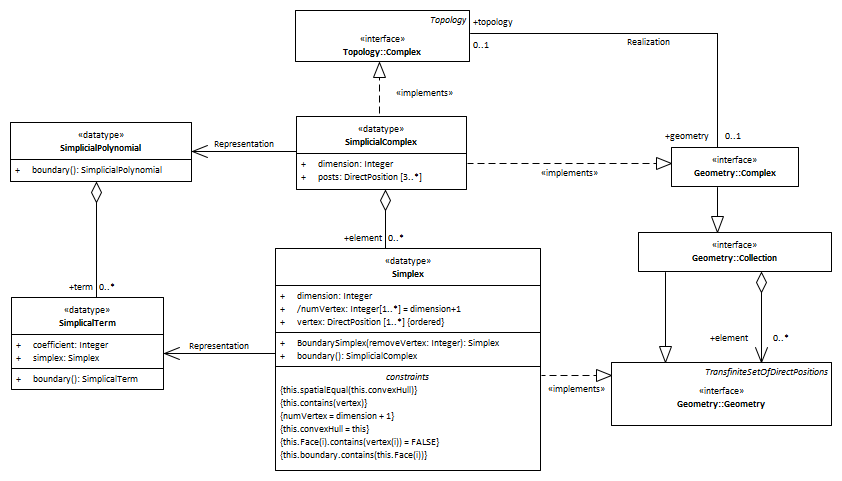 Topology
«interface»
Topology::Complex
+topology
0..1
Realization
«implements»
«datatype»
SimplicialPolynomial
+ boundary(): SimplicialPolynomial
Representation
«datatype»
SimplicialComplex
+ dimension: Integer
+ posts: DirectPosition [3..*]
+geometry 0..1
«implements»
«interface»
Geometry::Complex
«interface»
Geometry::Collection
+element 0..*
+term 0..*
«datatype»
SimplicalTerm
+ coefficient: Integer
+ simplex: Simplex
+ boundary(): SimplicalTerm
Representation
«datatype»
Simplex
+ dimension: Integer
+ /numVertex: Integer[1..*] = dimension+1
+ vertex: DirectPosition [1..*] {ordered}
+ BoundarySimplex(removeVertex: Integer): Simplex
+ boundary(): SimplicialComplex
constraints
{this.spatialEqual(this.convexHull)}
{this.contains(vertex)}
{numVertex = dimension + 1}
{this.convexHull = this}
{this.Face(i).contains(vertex(i)) = FALSE}
{this.boundary.contains(this.Face(i))}
«implements»
+element 0..*
TransfiniteSetOfDirectPositions
«interface»
Geometry::Geometry